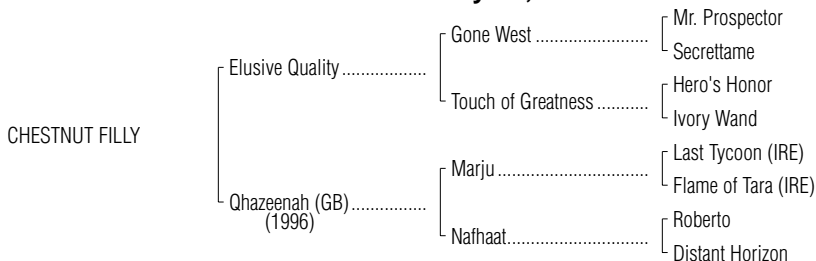 Mr. Prospector
Gone West ........................
Secrettame
Elusive Quality ..................
Hero's Honor
Touch of Greatness ...........
Ivory Wand
CHESTNUT FILLY
Last Tycoon (IRE)
Marju ................................
Flame of Tara (IRE)
Qhazeenah (GB) ................
(1996)
Roberto
Nafhaat ..............................
Distant Horizon